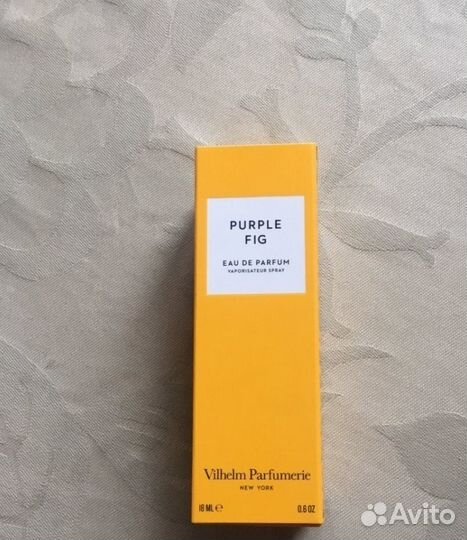 PURPLE
FIG
EAU DE PARFUM
VAPORISATEUR SPRAY
Vilhelm Parfumerie
NEW YORK
18 ML ℮ 0.6 OZ
Avito